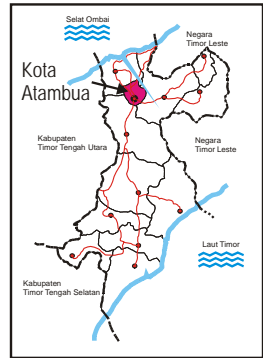 Selat Ombai
Negara
Timor Leste
Kota
Atambua
Kabupaten
Timor Tengah Utara
Negara
Timor Leste
Laut Timor
Kabupaten
Timor Tengah Selatan